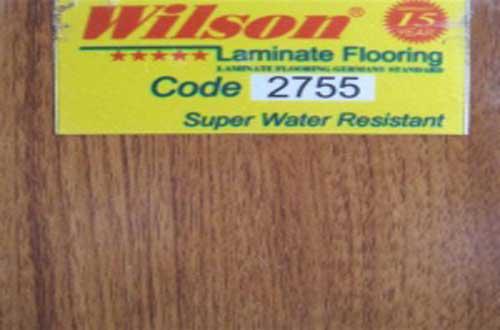 Wilson®
15
YEAR
Laminate Flooring
LAMINATE FLOORING GERMANY STANDARD
Code 2755
Super Water Resistant